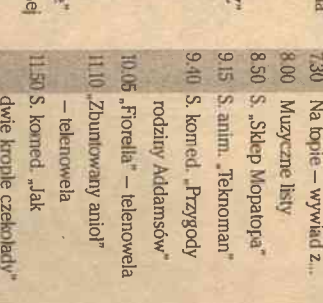 7.30 Na topie – wywiad z...
8.00 Muzyczne listy
8.50 S. „Sklep Mopatopa"
9.15 S. anim. „Teknoman"
9.40 S. komed. „Przygody
rodziny Addamsów"
10.05 „Fiorella" – telenowela
11.10 „Zbuntowany anioł"
– telenowela
11.50 S. komed. „Jak
dwie krople czekolady"